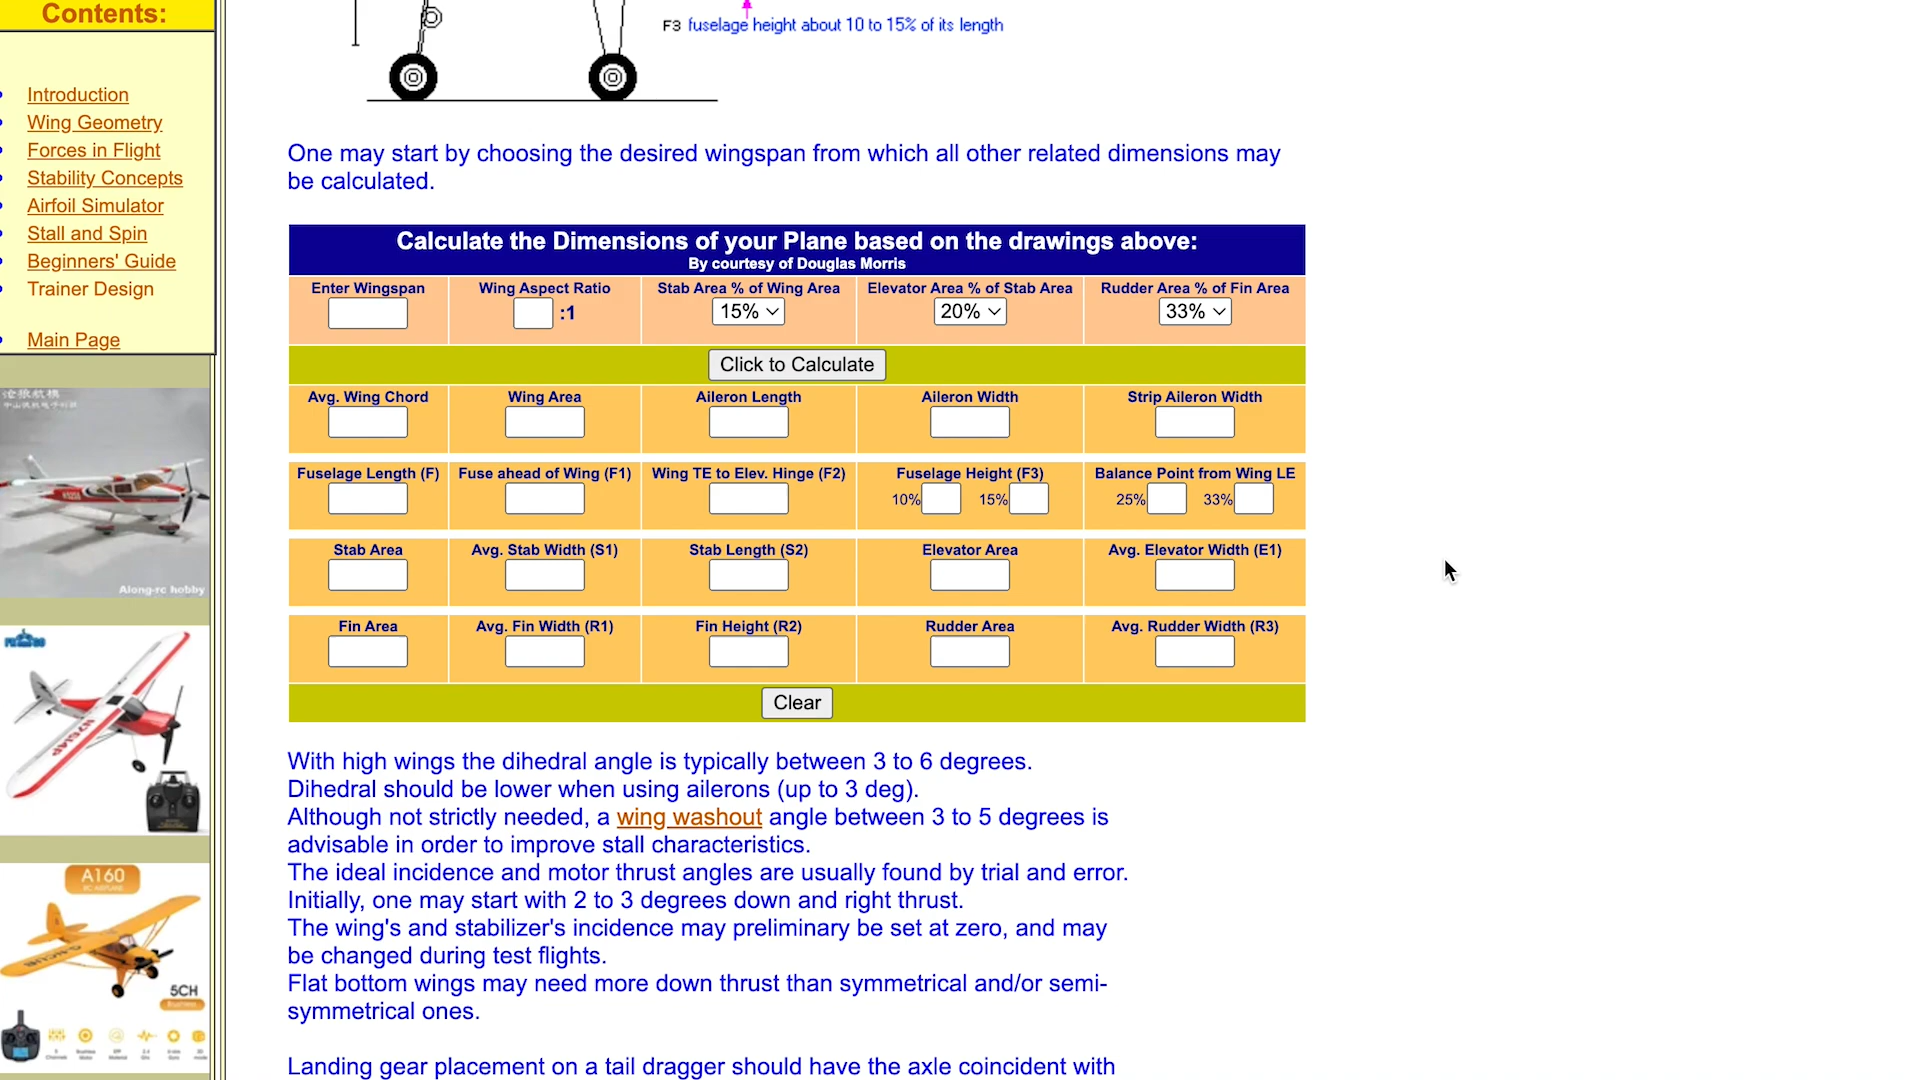 Contents:
Introduction
Wing Geometry
Forces in Flight
Stability Concepts
Airfoil Simulator
Stall and Spin
Beginners' Guide
Trainer Design
Main Page
Along-rc hobby
N7514P
A160
5CH
F3 fuselage height about 10 to 15% of its length
One may start by choosing the desired wingspan from which all other related dimensions may
be calculated.
Calculate the Dimensions of your Plane based on the drawings above:
By courtesy of Douglas Morris
Enter Wingspan Wing Aspect Ratio Stab Area % of Wing Area Elevator Area % of Stab Area Rudder Area % of Fin Area
:1 15% 20% 33%
Click to Calculate
Avg. Wing Chord Wing Area Aileron Length Aileron Width Strip Aileron Width
Fuselage Length (F) Fuse ahead of Wing (F1) Wing TE to Elev. Hinge (F2) Fuselage Height (F3) Balance Point from Wing LE
10% 15% 25% 33%
Stab Area Avg. Stab Width (S1) Stab Length (S2) Elevator Area Avg. Elevator Width (E1)
Fin Area Avg. Fin Width (R1) Fin Height (R2) Rudder Area Avg. Rudder Width (R3)
Clear
With high wings the dihedral angle is typically between 3 to 6 degrees.
Dihedral should be lower when using ailerons (up to 3 deg).
Although not strictly needed, a wing washout angle between 3 to 5 degrees is
advisable in order to improve stall characteristics.
The ideal incidence and motor thrust angles are usually found by trial and error.
Initially, one may start with 2 to 3 degrees down and right thrust.
The wing's and stabilizer's incidence may preliminary be set at zero, and may
be changed during test flights.
Flat bottom wings may need more down thrust than symmetrical and/or semi-
symmetrical ones.
Landing gear placement on a tail dragger should have the axle coincident with